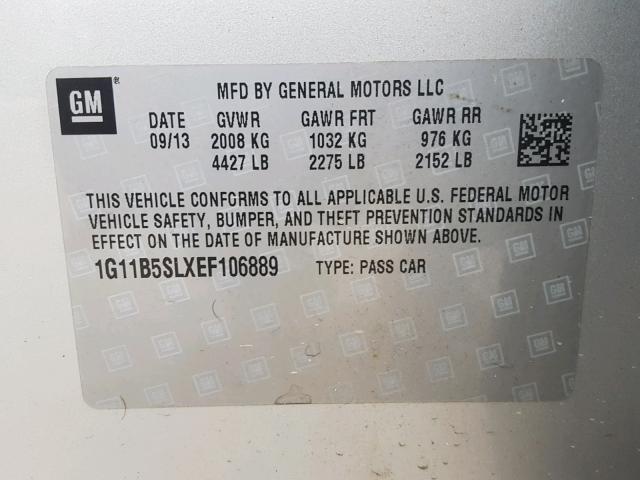 GM ® MFD BY GENERAL MOTORS LLC
DATE GVWR GAWR FRT GAWR RR
09/13 2008 KG 1032 KG 976 KG
4427 LB 2275 LB 2152 LB
THIS VEHICLE CONFORMS TO ALL APPLICABLE U.S. FEDERAL MOTOR
VEHICLE SAFETY, BUMPER, AND THEFT PREVENTION STANDARDS IN
EFFECT ON THE DATE OF MANUFACTURE SHOWN ABOVE.
1G11B5SLXEF106889 TYPE: PASS CAR